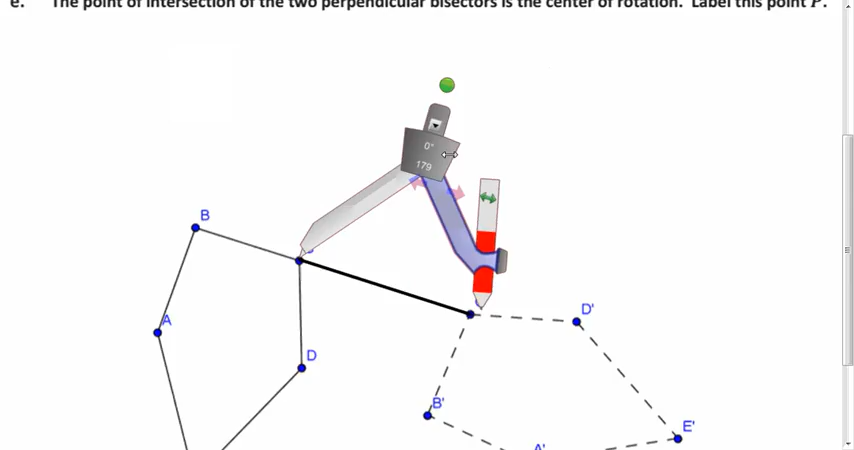 e. The point of intersection of the two perpendicular bisectors is the center of rotation. Label this point P.
0°
179
B
A
D
D'
B'
E'
A'